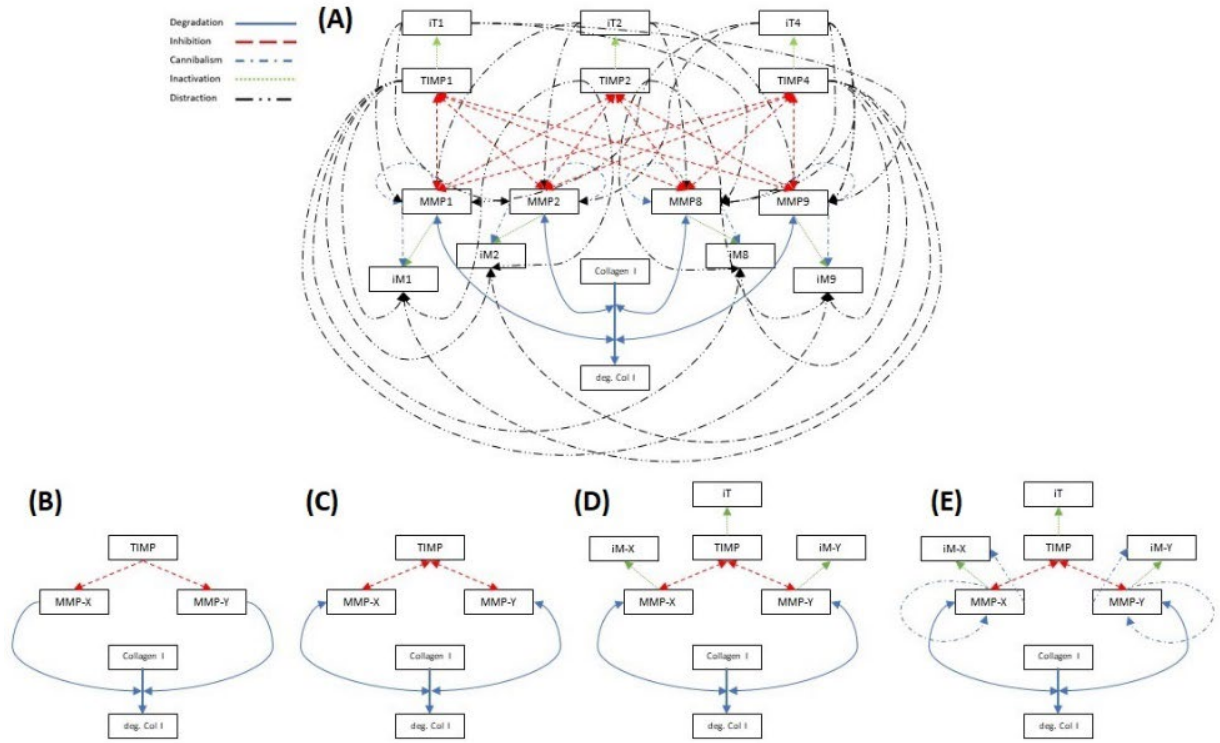 Degradation
Inhibition
Cannibalism
Inactivation
Distraction
(A)
iT1 iT2 iT4
TIMP1 TIMP2 TIMP4
MMP1 MMP2 MMP8 MMP9
iM2 iM8
iM1 Collagen I iM9
deg. Col I
(B) (C) (D) (E)
iT iT
TIMP TIMP iM-X TIMP iM-Y iM-X TIMP iM-Y
MMP-X MMP-Y MMP-X MMP-Y MMP-X MMP-Y MMP-X MMP-Y
Collagen I Collagen I Collagen I Collagen I
deg. Col I deg. Col I deg. Col I deg. Col I